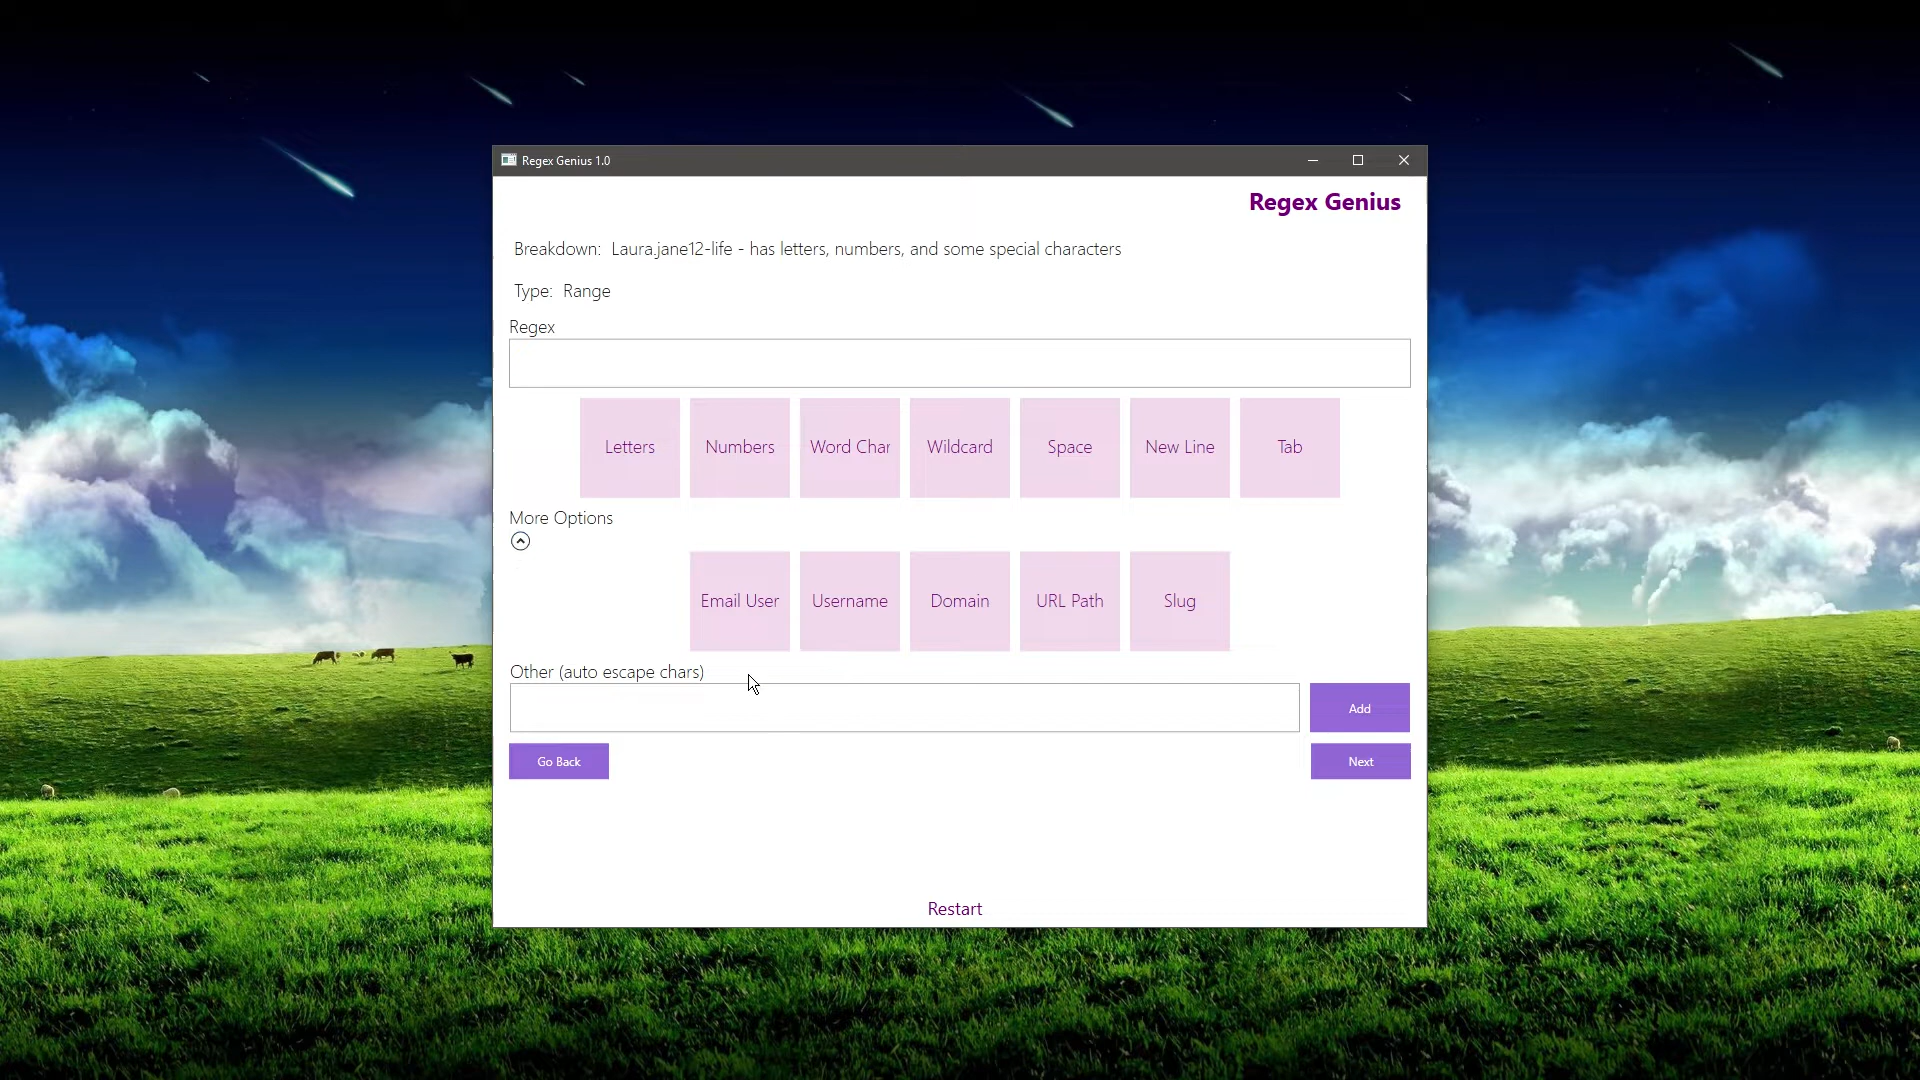 Regex Genius 1.0
Regex Genius
Breakdown: Laura.jane12-life - has letters, numbers, and some special characters
Type: Range
Regex
Letters Numbers Word Char Wildcard Space New Line Tab
More Options
Email User Username Domain URL Path Slug
Other (auto escape chars)
Add
Go Back Next
Restart